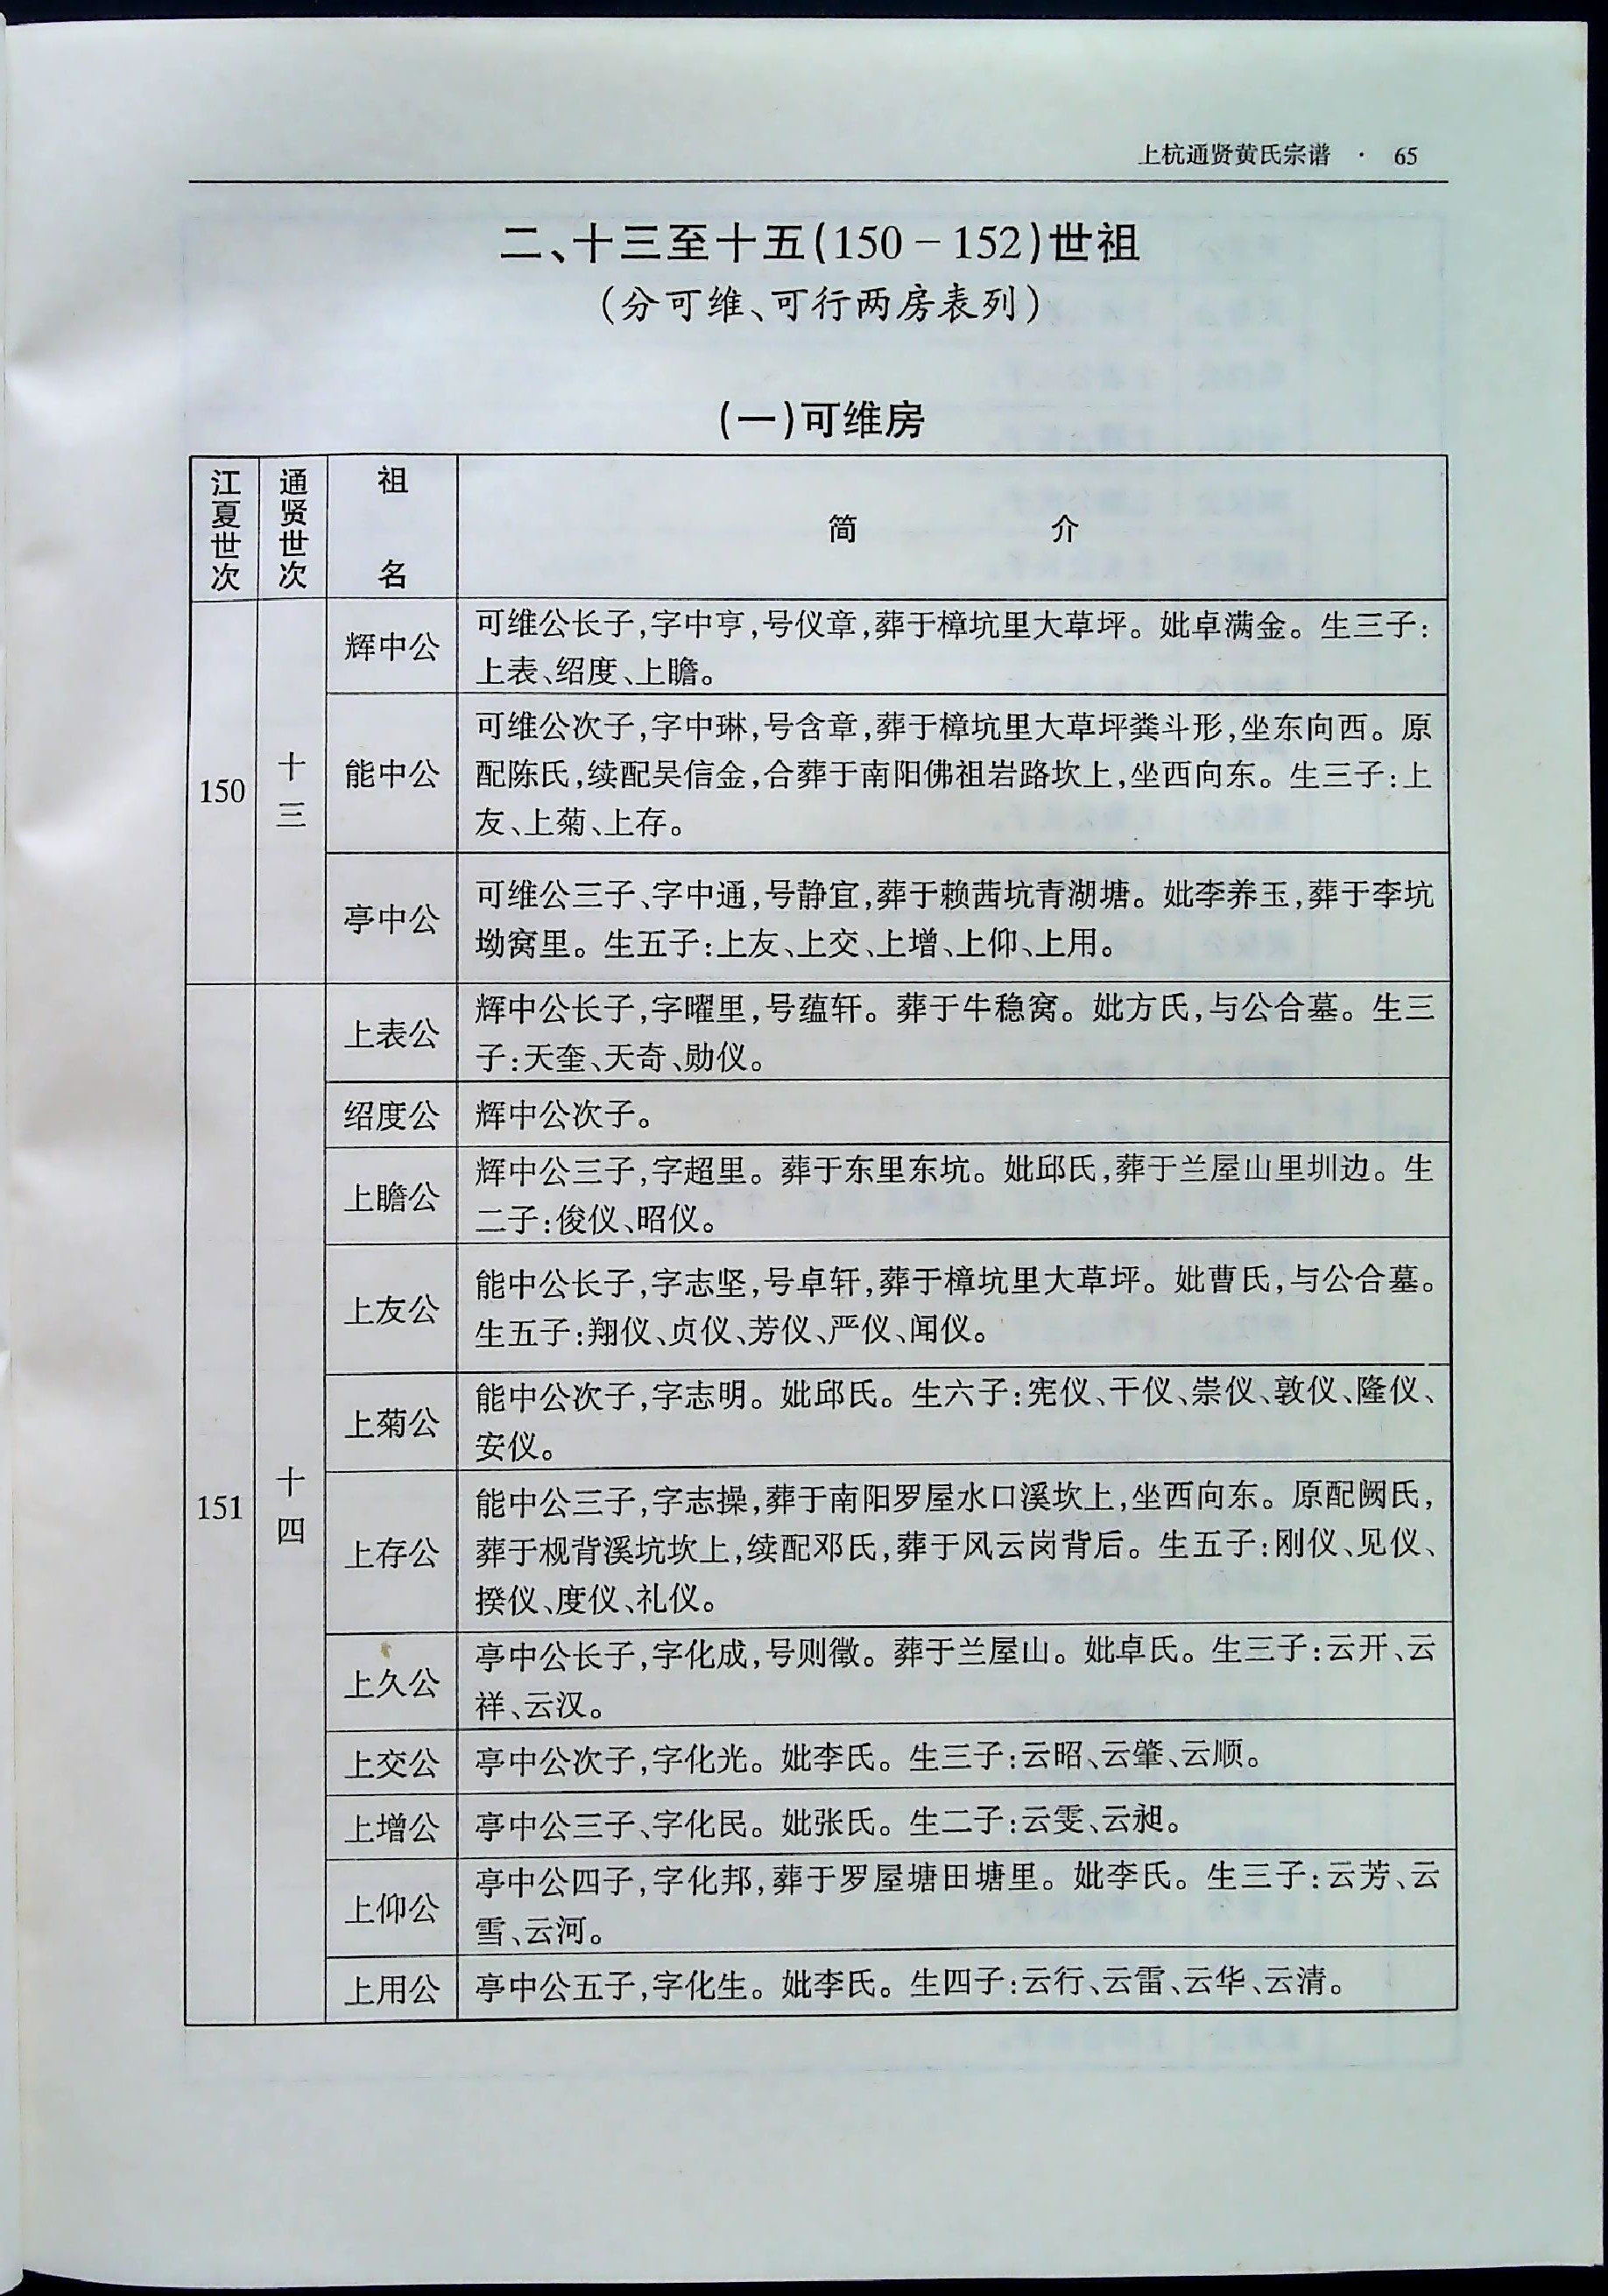 上杭通贤黄氏宗谱 · 65
二、十三至十五(150－152)世祖
(分可维、可行两房表列)
(一)可维房
江夏世次
通贤世次
祖名
简介
150
十三
辉中公
可维公长子,字中亨,号仪章,葬于樟坑里大草坪。妣卓满金。生三子:
上表、绍度、上瞻。
能中公
可维公次子,字中琳,号含章,葬于樟坑里大草坪粪斗形,坐东向西。原
配陈氏,续配吴信金,合葬于南阳佛祖岩路坎上,坐西向东。生三子:上
友、上菊、上存。
亭中公
可维公三子、字中通,号静宜,葬于赖茜坑青湖塘。妣李养玉,葬于李坑
坳窝里。生五子:上友、上交、上增、上仰、上用。
151
十四
上表公
辉中公长子,字曜里,号蕴轩。葬于牛稳窝。妣方氏,与公合墓。生三
子:天奎、天奇、勋仪。
绍度公
辉中公次子。
上瞻公
辉中公三子,字超里。葬于东里东坑。妣邱氏,葬于兰屋山里圳边。生
二子:俊仪、昭仪。
上友公
能中公长子,字志坚,号卓轩,葬于樟坑里大草坪。妣曹氏,与公合墓。
生五子:翔仪、贞仪、芳仪、严仪、闻仪。
上菊公
能中公次子,字志明。妣邱氏。生六子:宪仪、干仪、崇仪、敦仪、隆仪、
安仪。
上存公
能中公三子,字志操,葬于南阳罗屋水口溪坎上,坐西向东。原配阙氏,
葬于枧背溪坑坎上,续配邓氏,葬于风云岗背后。生五子:刚仪、见仪、
揆仪、度仪、礼仪。
上久公
亭中公长子,字化成,号则徵。葬于兰屋山。妣卓氏。生三子:云开、云
祥、云汉。
上交公
亭中公次子,字化光。妣李氏。生三子:云昭、云肇、云顺。
上增公
亭中公三子、字化民。妣张氏。生二子:云雯、云昶。
上仰公
亭中公四子,字化邦,葬于罗屋塘田塘里。妣李氏。生三子:云芳、云
雪、云河。
上用公
亭中公五子,字化生。妣李氏。生四子:云行、云雷、云华、云清。